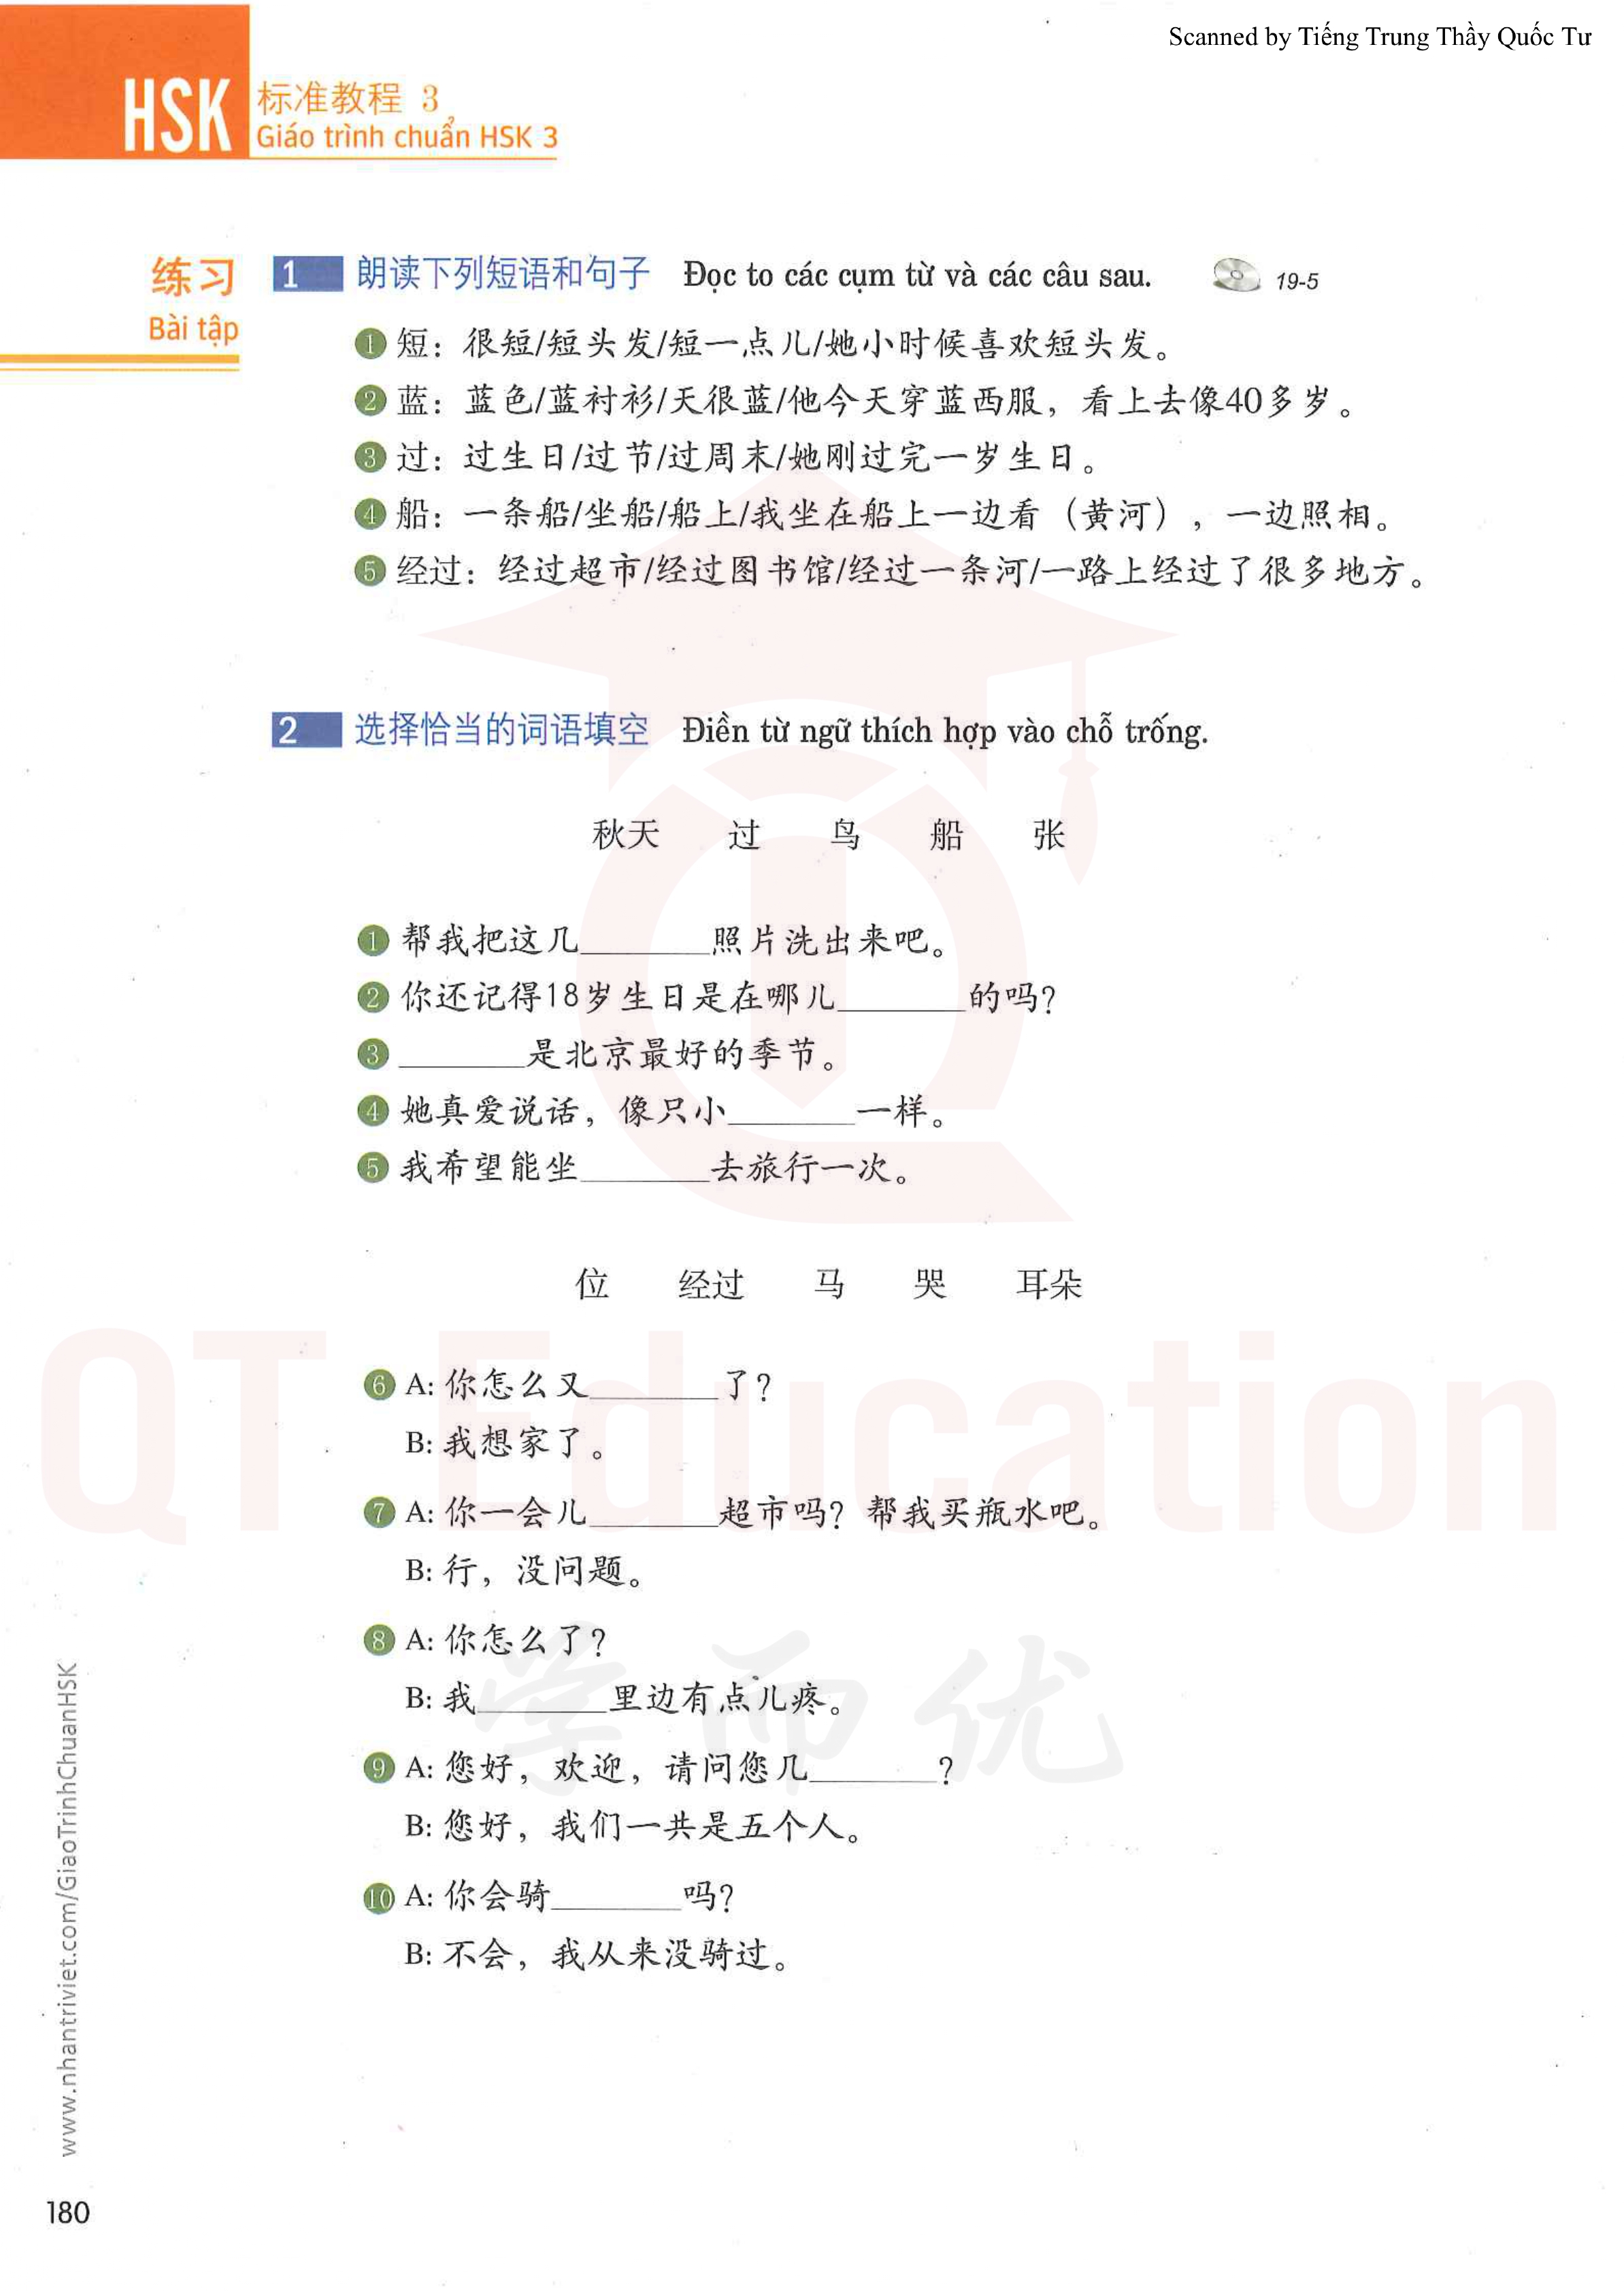 Scanned by Tiếng Trung Thầy Quốc Tư
HSK 标准教程 3
Giáo trình chuẩn HSK 3
练习
Bài tập
1 朗读下列短语和句子 Đọc to các cụm từ và các câu sau. 19-5
1 短：很短/短头发/短一点儿/她小时候喜欢短头发。
2 蓝：蓝色/蓝衬衫/天很蓝/他今天穿蓝西服，看上去像40多岁。
3 过：过生日/过节/过周末/她刚过完一岁生日。
4 船：一条船/坐船/船上/我坐在船上一边看（黄河），一边照相。
5 经过：经过超市/经过图书馆/经过一条河/一路上经过了很多地方。
2 选择恰当的词语填空 Điền từ ngữ thích hợp vào chỗ trống.
秋天 过 鸟 船 张
1 帮我把这几________照片洗出来吧。
2 你还记得18岁生日是在哪儿________的吗？
3 ________是北京最好的季节。
4 她真爱说话，像只小________一样。
5 我希望能坐________去旅行一次。
位 经过 马 哭 耳朵
6 A: 你怎么又________了？
B: 我想家了。
7 A: 你一会儿________超市吗？帮我买瓶水吧。
B: 行，没问题。
8 A: 你怎么了？
B: 我________里边有点儿疼。
9 A: 您好，欢迎，请问您几________？
B: 您好，我们一共是五个人。
10 A: 你会骑________吗？
B: 不会，我从来没骑过。
QT Education
学而优
www.nhantriviet.com/GiaoTrinhChuanHSK
180